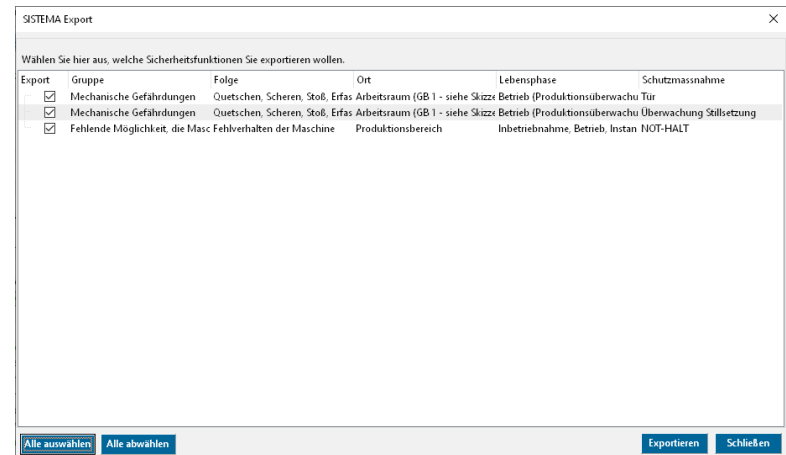 SISTEMA Export
Wählen Sie hier aus, welche Sicherheitsfunktionen Sie exportieren wollen.
Export Gruppe Folge Ort Lebensphase Schutzmassnahme
Mechanische Gefährdungen Quetschen, Scheren, Stoß, Erfas Arbeitsraum (GB 1 - siehe Skizze Betrieb (Produktionsüberwachu Tür
Mechanische Gefährdungen Quetschen, Scheren, Stoß, Erfas Arbeitsraum (GB 1 - siehe Skizze Betrieb (Produktionsüberwachu Überwachung Stillsetzung
Fehlende Möglichkeit, die Masc Fehlverhalten der Maschine Produktionsbereich Inbetriebnahme, Betrieb, Instan NOT-HALT
Alle auswählen Alle abwählen Exportieren Schließen